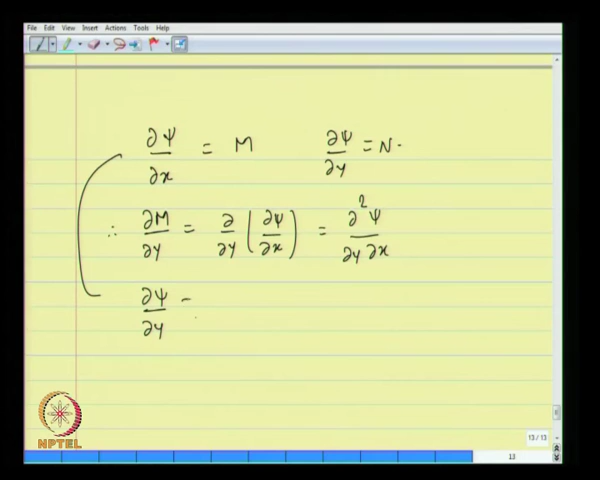 File Edit View Insert Actions Tools Help
∂Ψ/∂x = M ∂Ψ/∂y = N.
∴ ∂M/∂y = ∂/∂y (∂Ψ/∂x) = ∂²Ψ/∂y ∂x
∂Ψ/∂y -
NPTEL
13 / 13
13